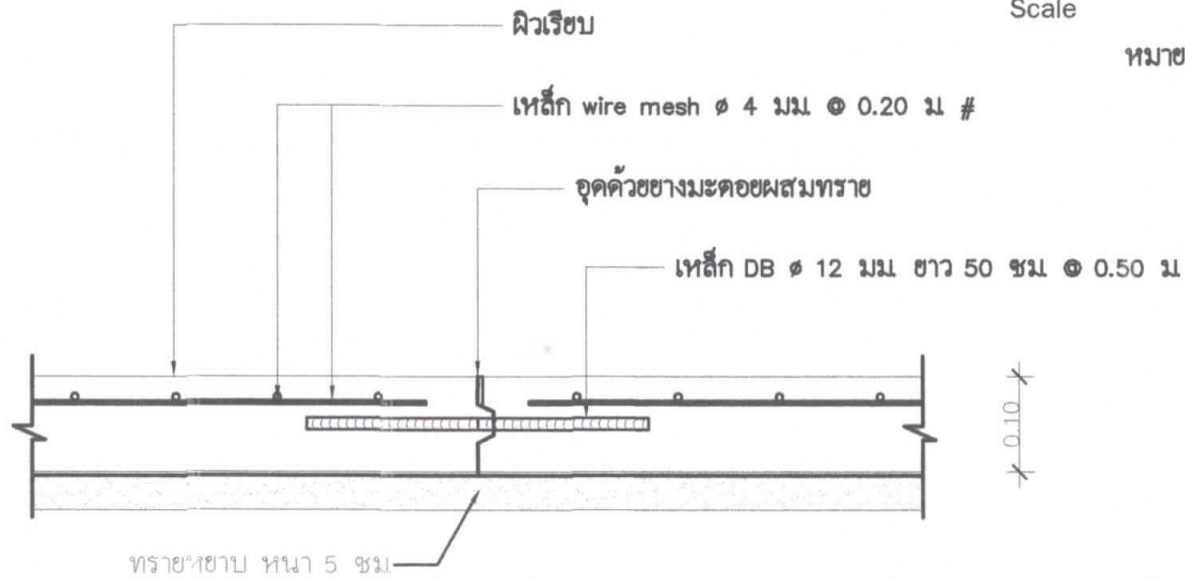 Scale
ผิวเรียบ
หมาย
เหล็ก wire mesh ø 4 มม. @ 0.20 ม. #
อุดด้วยยางมะตอยผสมทราย
เหล็ก DB ø 12 มม. ยาว 50 ซม. @ 0.50 ม.
0.10
ทรายหยาบ หนา 5 ซม.